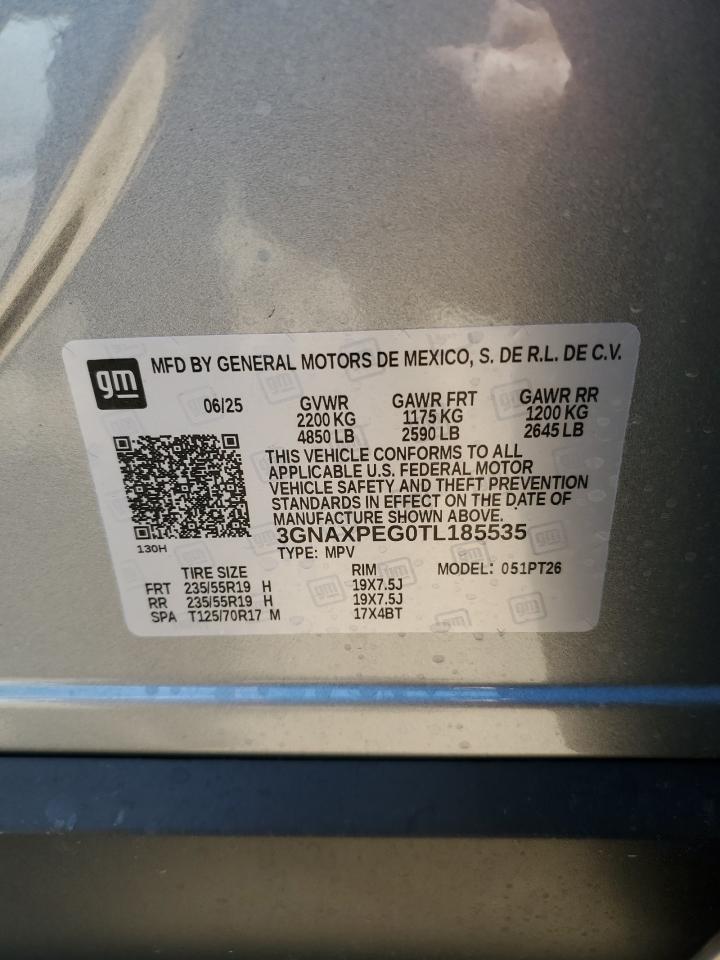 gm
MFD BY GENERAL MOTORS DE MEXICO, S. DE R.L. DE C.V.
06/25 GVWR GAWR FRT GAWR RR
2200 KG 1175 KG 1200 KG
4850 LB 2590 LB 2645 LB
THIS VEHICLE CONFORMS TO ALL
APPLICABLE U.S. FEDERAL MOTOR
VEHICLE SAFETY AND THEFT PREVENTION
STANDARDS IN EFFECT ON THE DATE OF
MANUFACTURE SHOWN ABOVE.
3GNAXPEG0TL185535
130H
TYPE: MPV
TIRE SIZE RIM MODEL: 051PT26
FRT 235/55R19 H 19X7.5J
RR 235/55R19 H 19X7.5J
SPA T125/70R17 M 17X4BT